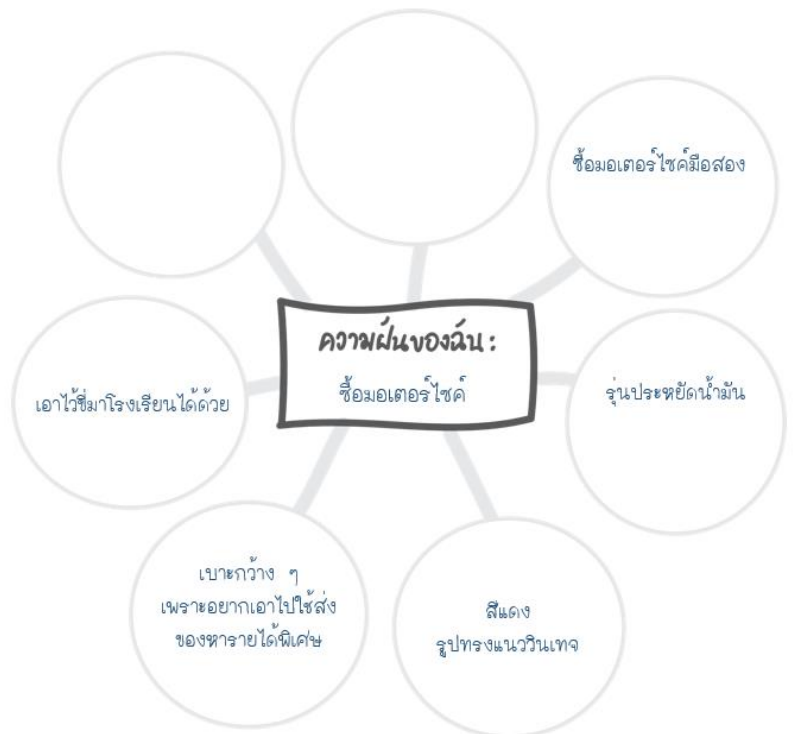 ซื้อมอเตอร์ไซค์มือสอง
ความฝันของฉัน :
ซื้อมอเตอร์ไซค์
รุ่นประหยัดน้ำมัน
เอาไว้ขี่มาโรงเรียนได้ด้วย
เบาะกว้าง ๆ
เพราะอยากเอาไปใช้ส่ง
ของหารายได้พิเศษ
สีแดง
รูปทรงแนววินเทจ